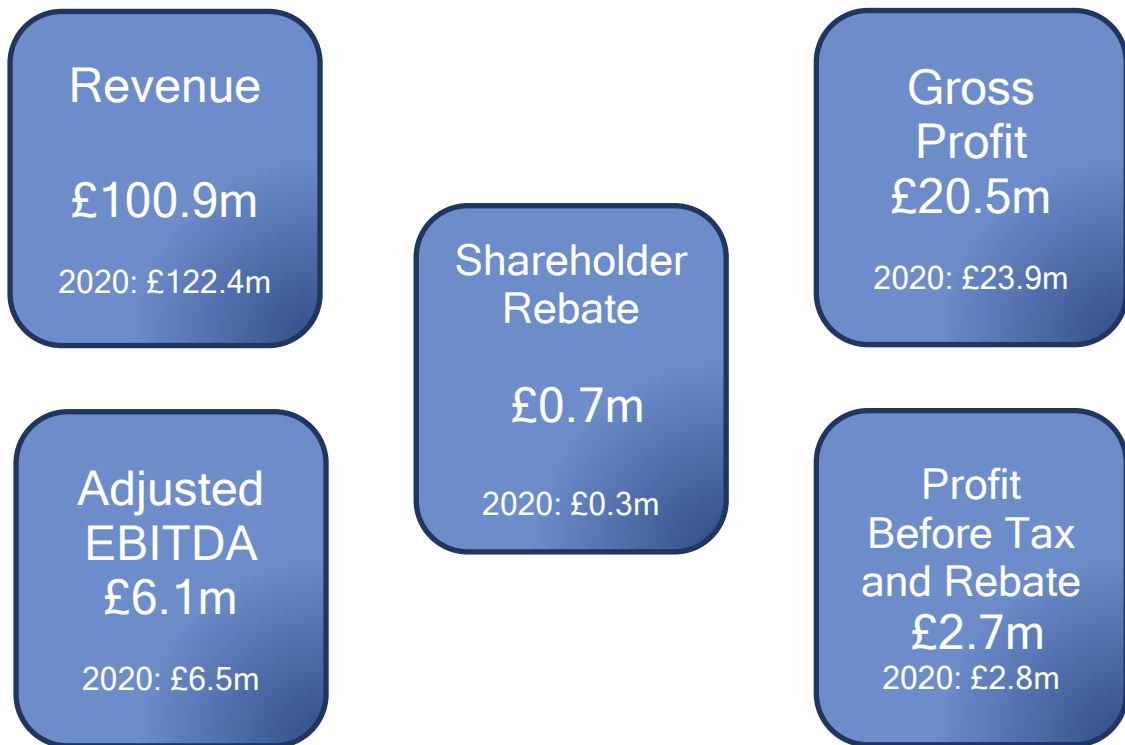 Revenue
£100.9m
2020: £122.4m
Gross
Profit
£20.5m
2020: £23.9m
Shareholder
Rebate
£0.7m
2020: £0.3m
Adjusted
EBITDA
£6.1m
2020: £6.5m
Profit
Before Tax
and Rebate
£2.7m
2020: £2.8m